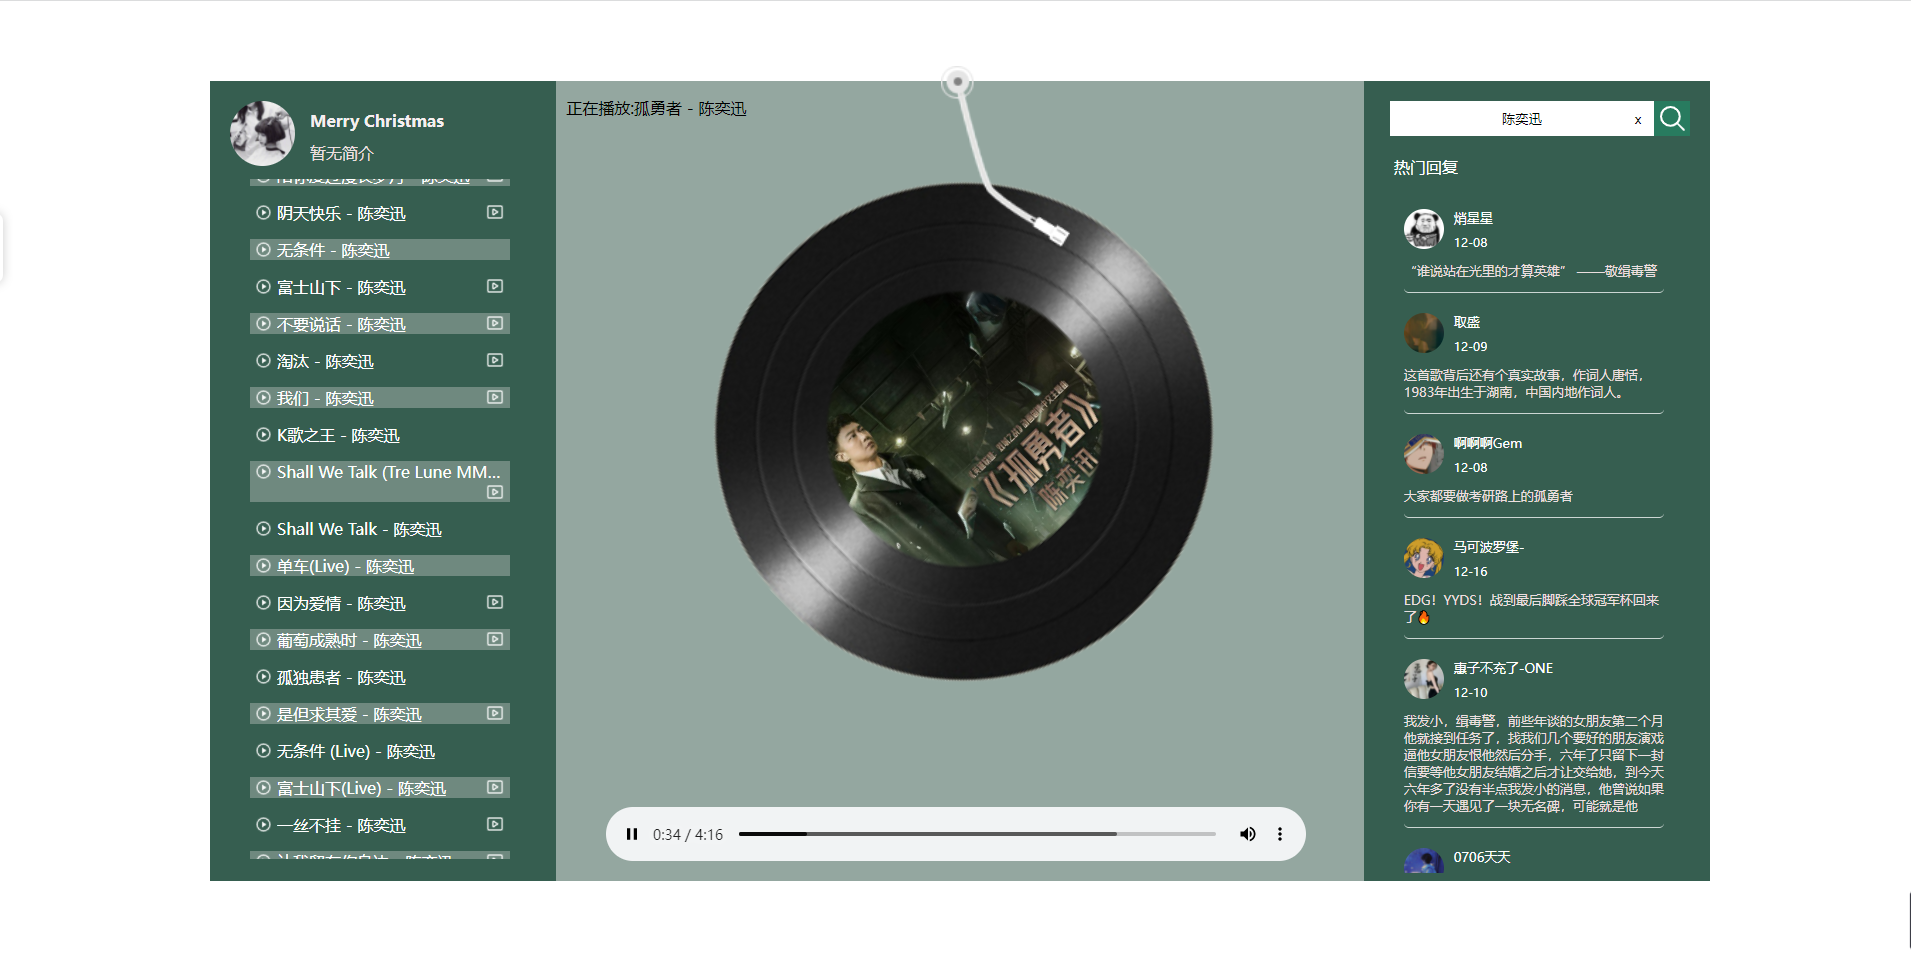 Merry Christmas
暂无简介
阴天快乐 - 陈奕迅
无条件 - 陈奕迅
富士山下 - 陈奕迅
不要说话 - 陈奕迅
淘汰 - 陈奕迅
我们 - 陈奕迅
K歌之王 - 陈奕迅
Shall We Talk (Tre Lune MM...
Shall We Talk - 陈奕迅
单车(Live) - 陈奕迅
因为爱情 - 陈奕迅
葡萄成熟时 - 陈奕迅
孤独患者 - 陈奕迅
是但求其爱 - 陈奕迅
无条件 (Live) - 陈奕迅
富士山下(Live) - 陈奕迅
一丝不挂 - 陈奕迅
正在播放:孤勇者 - 陈奕迅
《孤勇者》
陈奕迅
0:34 / 4:16
陈奕迅 x
热门回复
焇星星
12-08
“谁说站在光里的才算英雄” ——敬缉毒警
取盛
12-09
这首歌背后还有个真实故事，作词人唐恬，
1983年出生于湖南，中国内地作词人。
啊啊啊Gem
12-08
大家都要做考研路上的孤勇者
马可波罗堡-
12-16
EDG！YYDS！战到最后脚踩全球冠军杯回来
了🔥
惠子不充了-ONE
12-10
我发小，缉毒警，前些年谈的女朋友第二个月
他就接到任务了，找我们几个要好的朋友演戏
逼他女朋友恨他然后分手，六年了只留下一封
信要等他女朋友结婚之后才让交给她，到今天
六年多了没有半点我发小的消息，他曾说如果
你有一天遇见了一块无名碑，可能就是他
0706天天